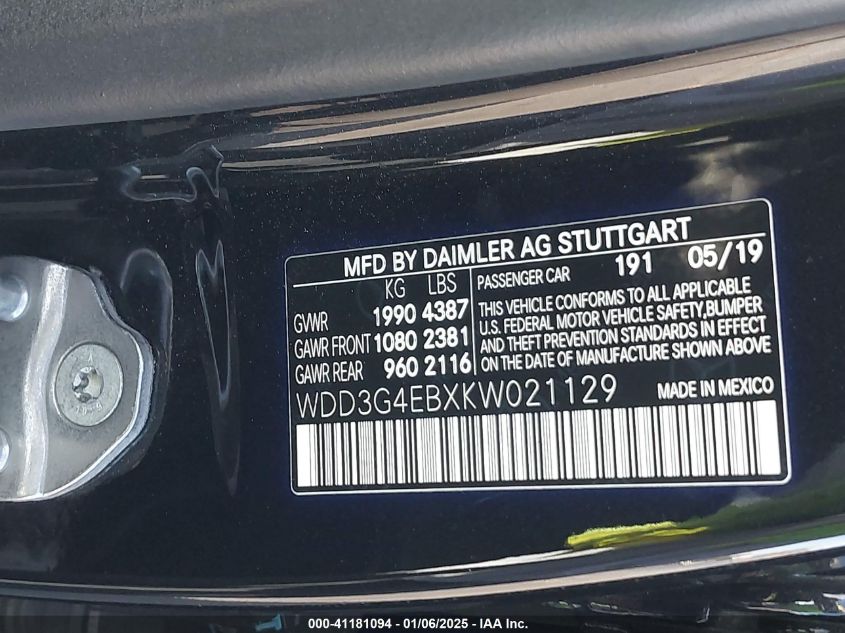 MFD BY DAIMLER AG STUTTGART
KG LBS
GVWR 1990 4387
GAWR FRONT 1080 2381
GAWR REAR 960 2116
PASSENGER CAR 191 05/19
THIS VEHICLE CONFORMS TO ALL APPLICABLE
U.S. FEDERAL MOTOR VEHICLE SAFETY,BUMPER
AND THEFT PREVENTION STANDARDS IN EFFECT
ON THE DATE OF MANUFACTURE SHOWN ABOVE
WDD3G4EBXKW021129
MADE IN MEXICO
000-41181094 - 01/06/2025 - IAA Inc.